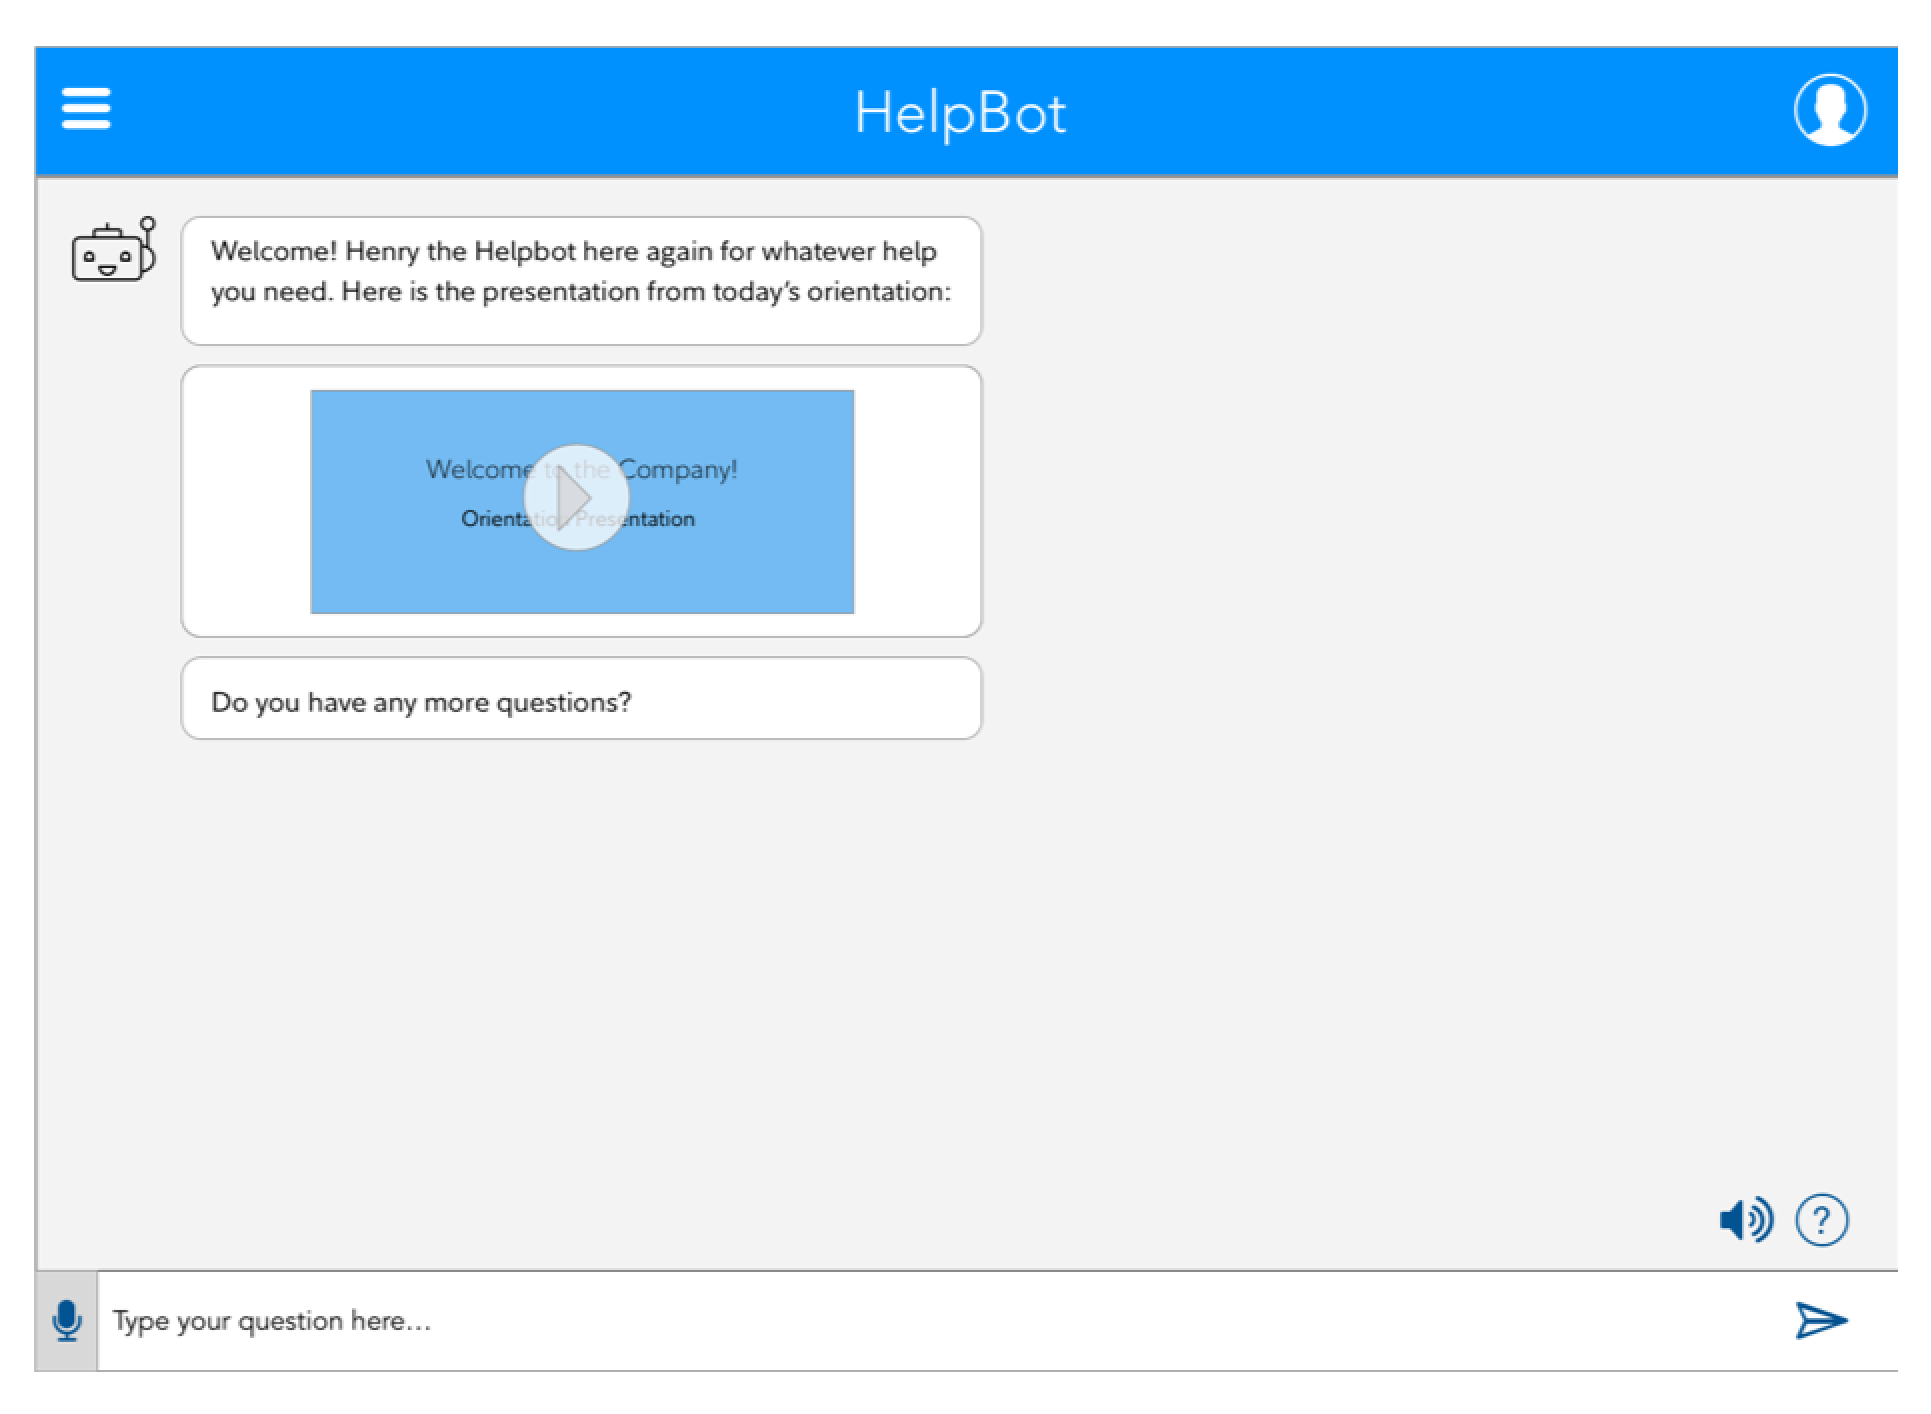 HelpBot
Welcome! Henry the Helpbot here again for whatever help
you need. Here is the presentation from today's orientation:
Welcome to the Company!
Orientation Presentation
Do you have any more questions?
?
Type your question here...